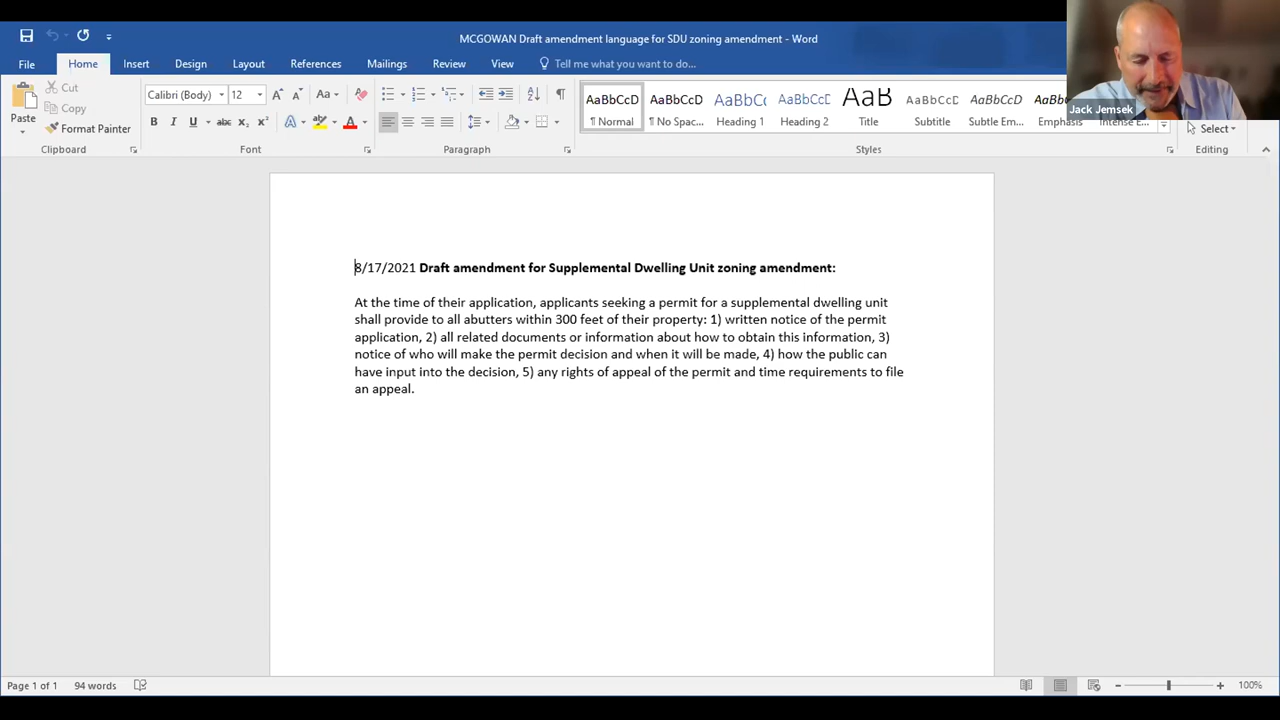 MCGOWAN Draft amendment language for SDU zoning amendment - Word
File Home Insert Design Layout References Mailings Review View Tell me what you want to do...
Jack Jemsek
Paste
Cut
Copy
Format Painter
Calibri (Body) 12
Aa
B I U abc x₂ x²
AaBbCcD AaBbCcD AaBbCc AaBbCcD AaB AaBbCcD AaBbCcD AaBb
¶ Normal ¶ No Spac... Heading 1 Heading 2 Title Subtitle Subtle Em... Emphasis Intense E...
Select
Clipboard Font Paragraph Styles Editing
8/17/2021 Draft amendment for Supplemental Dwelling Unit zoning amendment:
At the time of their application, applicants seeking a permit for a supplemental dwelling unit
shall provide to all abutters within 300 feet of their property: 1) written notice of the permit
application, 2) all related documents or information about how to obtain this information, 3)
notice of who will make the permit decision and when it will be made, 4) how the public can
have input into the decision, 5) any rights of appeal of the permit and time requirements to file
an appeal.
Page 1 of 1 94 words 100%